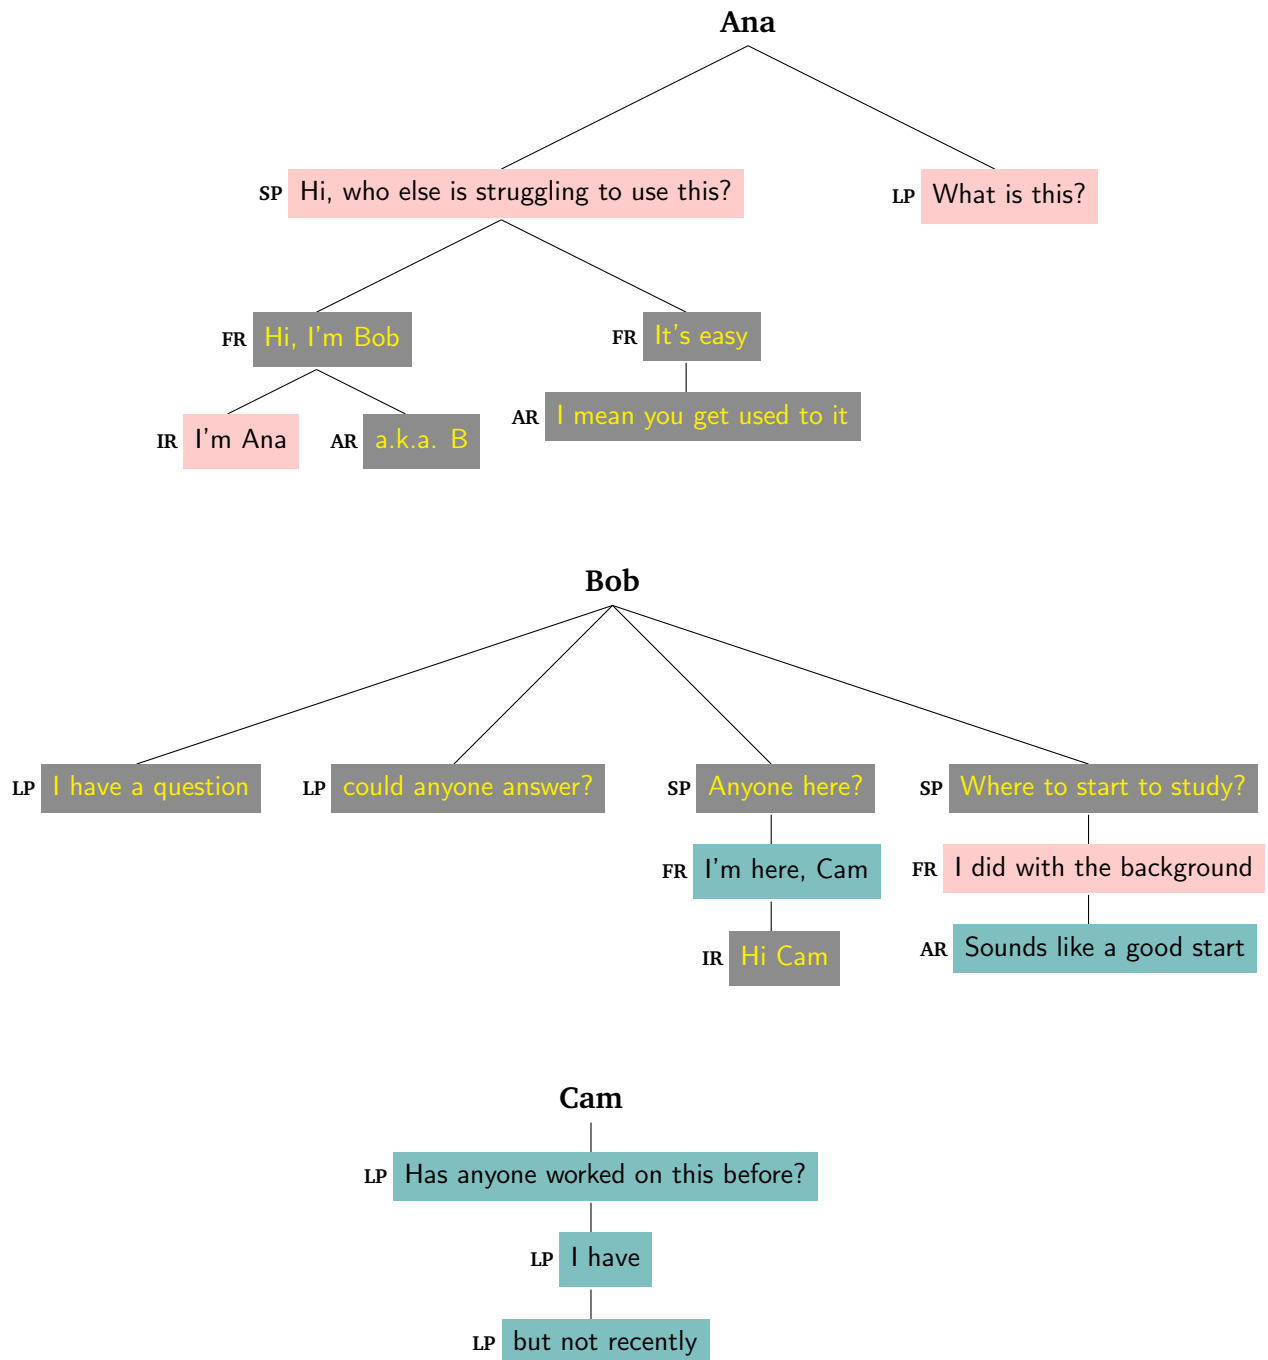 Ana
SP Hi, who else is struggling to use this?
LP What is this?
FR Hi, I'm Bob
FR It's easy
AR I mean you get used to it
IR I'm Ana
AR a.k.a. B
Bob
LP I have a question
LP could anyone answer?
SP Anyone here?
SP Where to start to study?
FR I'm here, Cam
FR I did with the background
IR Hi Cam
AR Sounds like a good start
Cam
LP Has anyone worked on this before?
LP I have
LP but not recently